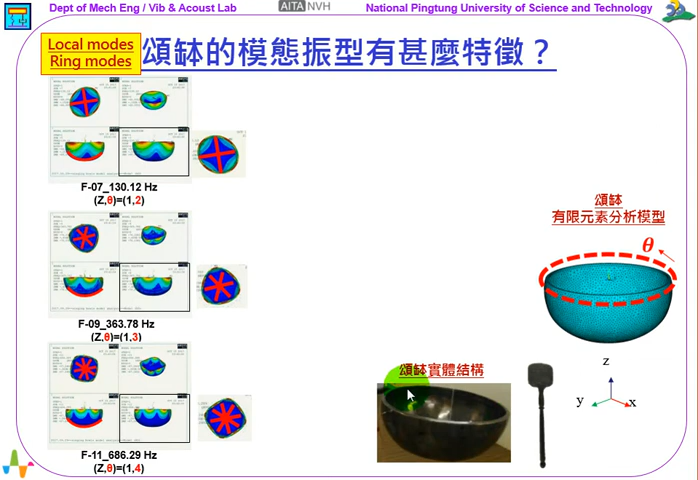 Dept of Mech Eng / Vib & Acoust Lab
AITA NVH
National Pingtung University of Science and Technology
Local modes
Ring modes
頌缽的模態振型有甚麼特徵？
F-07_130.12 Hz
(Z,θ)=(1,2)
F-09_363.78 Hz
(Z,θ)=(1,3)
F-11_686.29 Hz
(Z,θ)=(1,4)
頌缽
有限元素分析模型
θ
頌缽實體結構
z
y
x